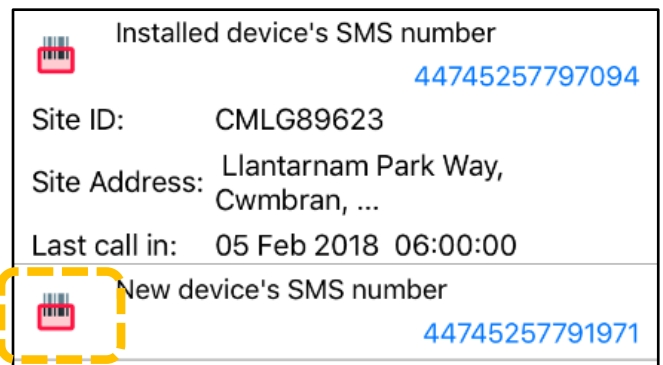 Installed device's SMS number
44745257797094
Site ID: CMLG89623
Site Address: Llantarnam Park Way,
Cwmbran, ...
Last call in: 05 Feb 2018 06:00:00
New device's SMS number
44745257791971